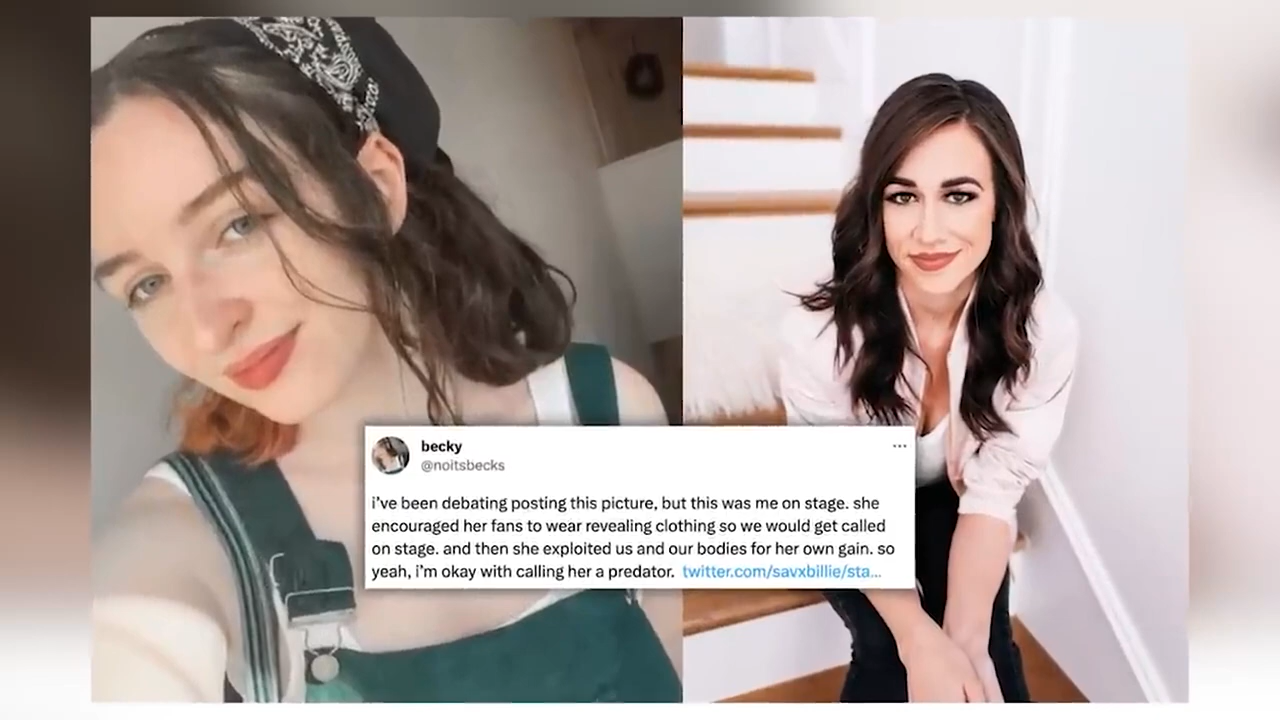 becky
@noitsbecks
i've been debating posting this picture, but this was me on stage. she
encouraged her fans to wear revealing clothing so we would get called
on stage. and then she exploited us and our bodies for her own gain. so
yeah, i'm okay with calling her a predator. twitter.com/savxbillie/sta...